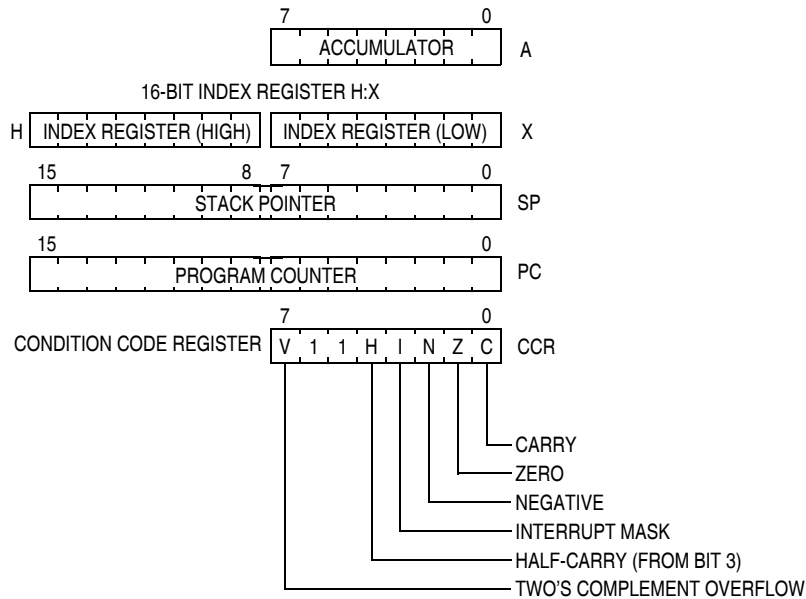 7 0
ACCUMULATOR A
16-BIT INDEX REGISTER H:X
H INDEX REGISTER (HIGH) INDEX REGISTER (LOW) X
15 8 7 0
STACK POINTER SP
15 0
PROGRAM COUNTER PC
7 0
CONDITION CODE REGISTER V 1 1 H I N Z C CCR
CARRY
ZERO
NEGATIVE
INTERRUPT MASK
HALF-CARRY (FROM BIT 3)
TWO'S COMPLEMENT OVERFLOW